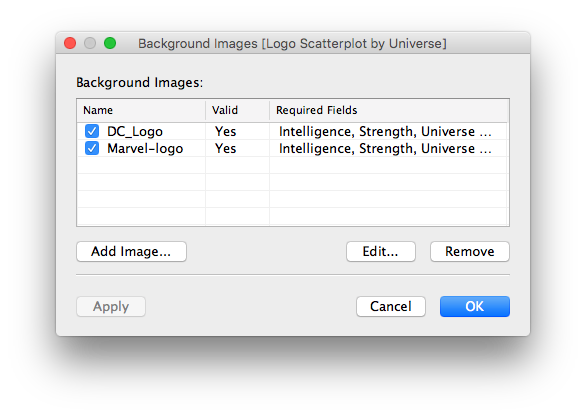 Background Images [Logo Scatterplot by Universe]
Background Images:
Name Valid Required Fields
DC_Logo Yes Intelligence, Strength, Universe ...
Marvel-logo Yes Intelligence, Strength, Universe ...
Add Image... Edit... Remove
Apply Cancel OK